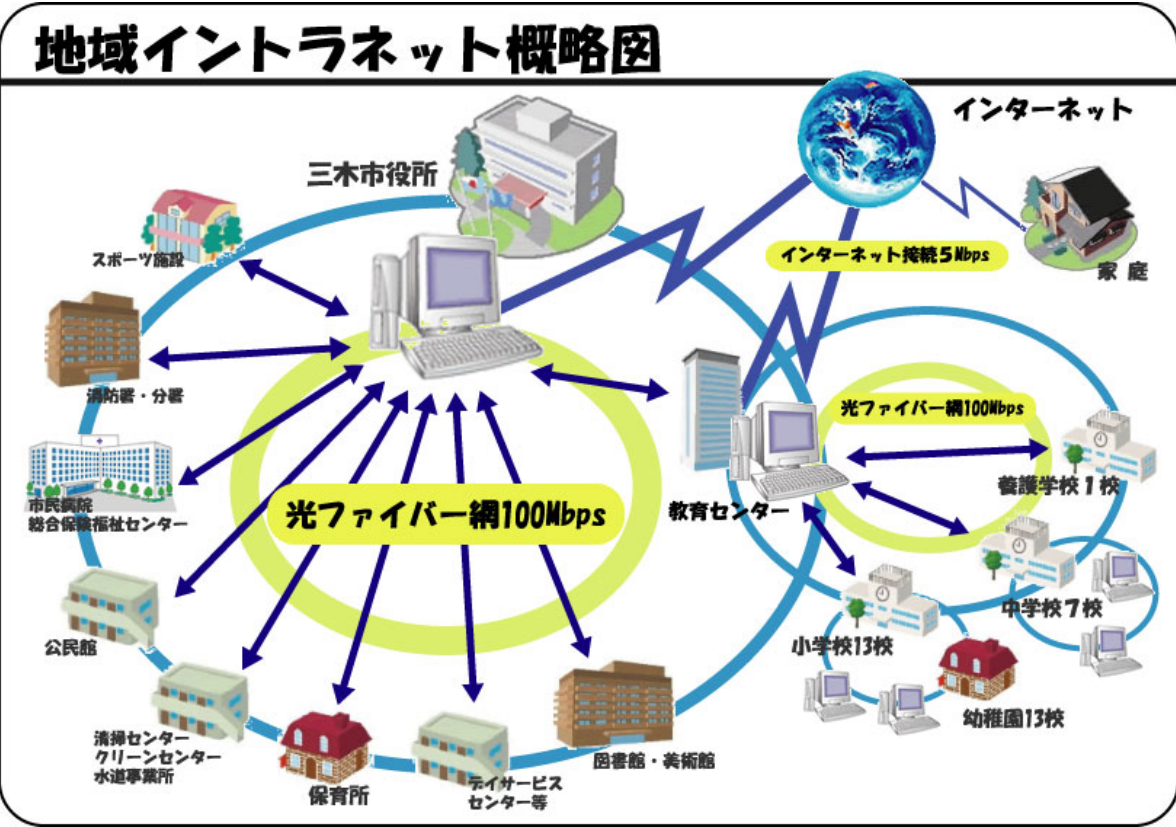 地域イントラネット概略図
インターネット
三木市役所
スポーツ施設
インターネット接続5Mbps
家庭
消防署・分署
光ファイバー網100Mbps
養護学校1校
市民病院
総合保険福祉センター
光ファイバー網100Mbps
教育センター
中学校7校
公民館
小学校13校
幼稚園13校
清掃センター
クリーンセンター
水道事業所
保育所
デイサービス
センター等
図書館・美術館